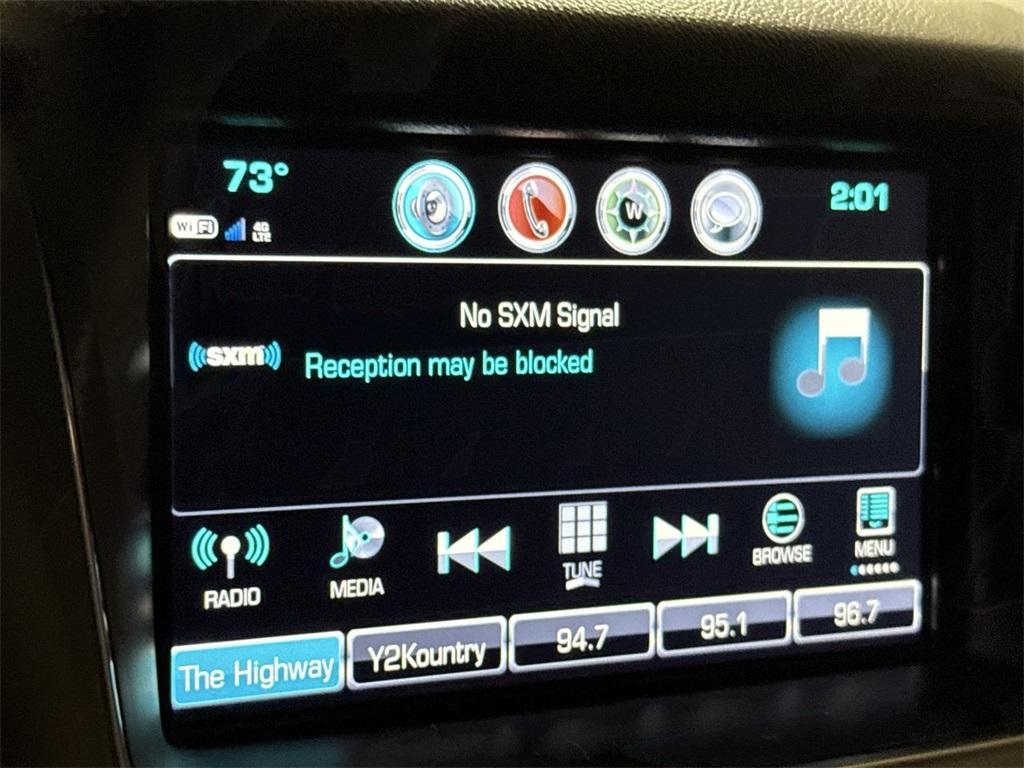 73°
2:01
WiFi
4G
LTE
W
No SXM Signal
((sxm))
Reception may be blocked
RADIO
MEDIA
TUNE
BROWSE
MENU
The Highway
Y2Kountry
94.7
95.1
96.7